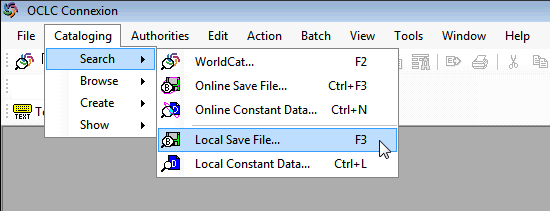 OCLC Connexion
File Cataloging Authorities Edit Action Batch View Tools Window Help
Search
WorldCat... F2
Browse
Online Save File... Ctrl+F3
Create
Online Constant Data... Ctrl+N
Show
Local Save File... F3
Local Constant Data... Ctrl+L
TEXT